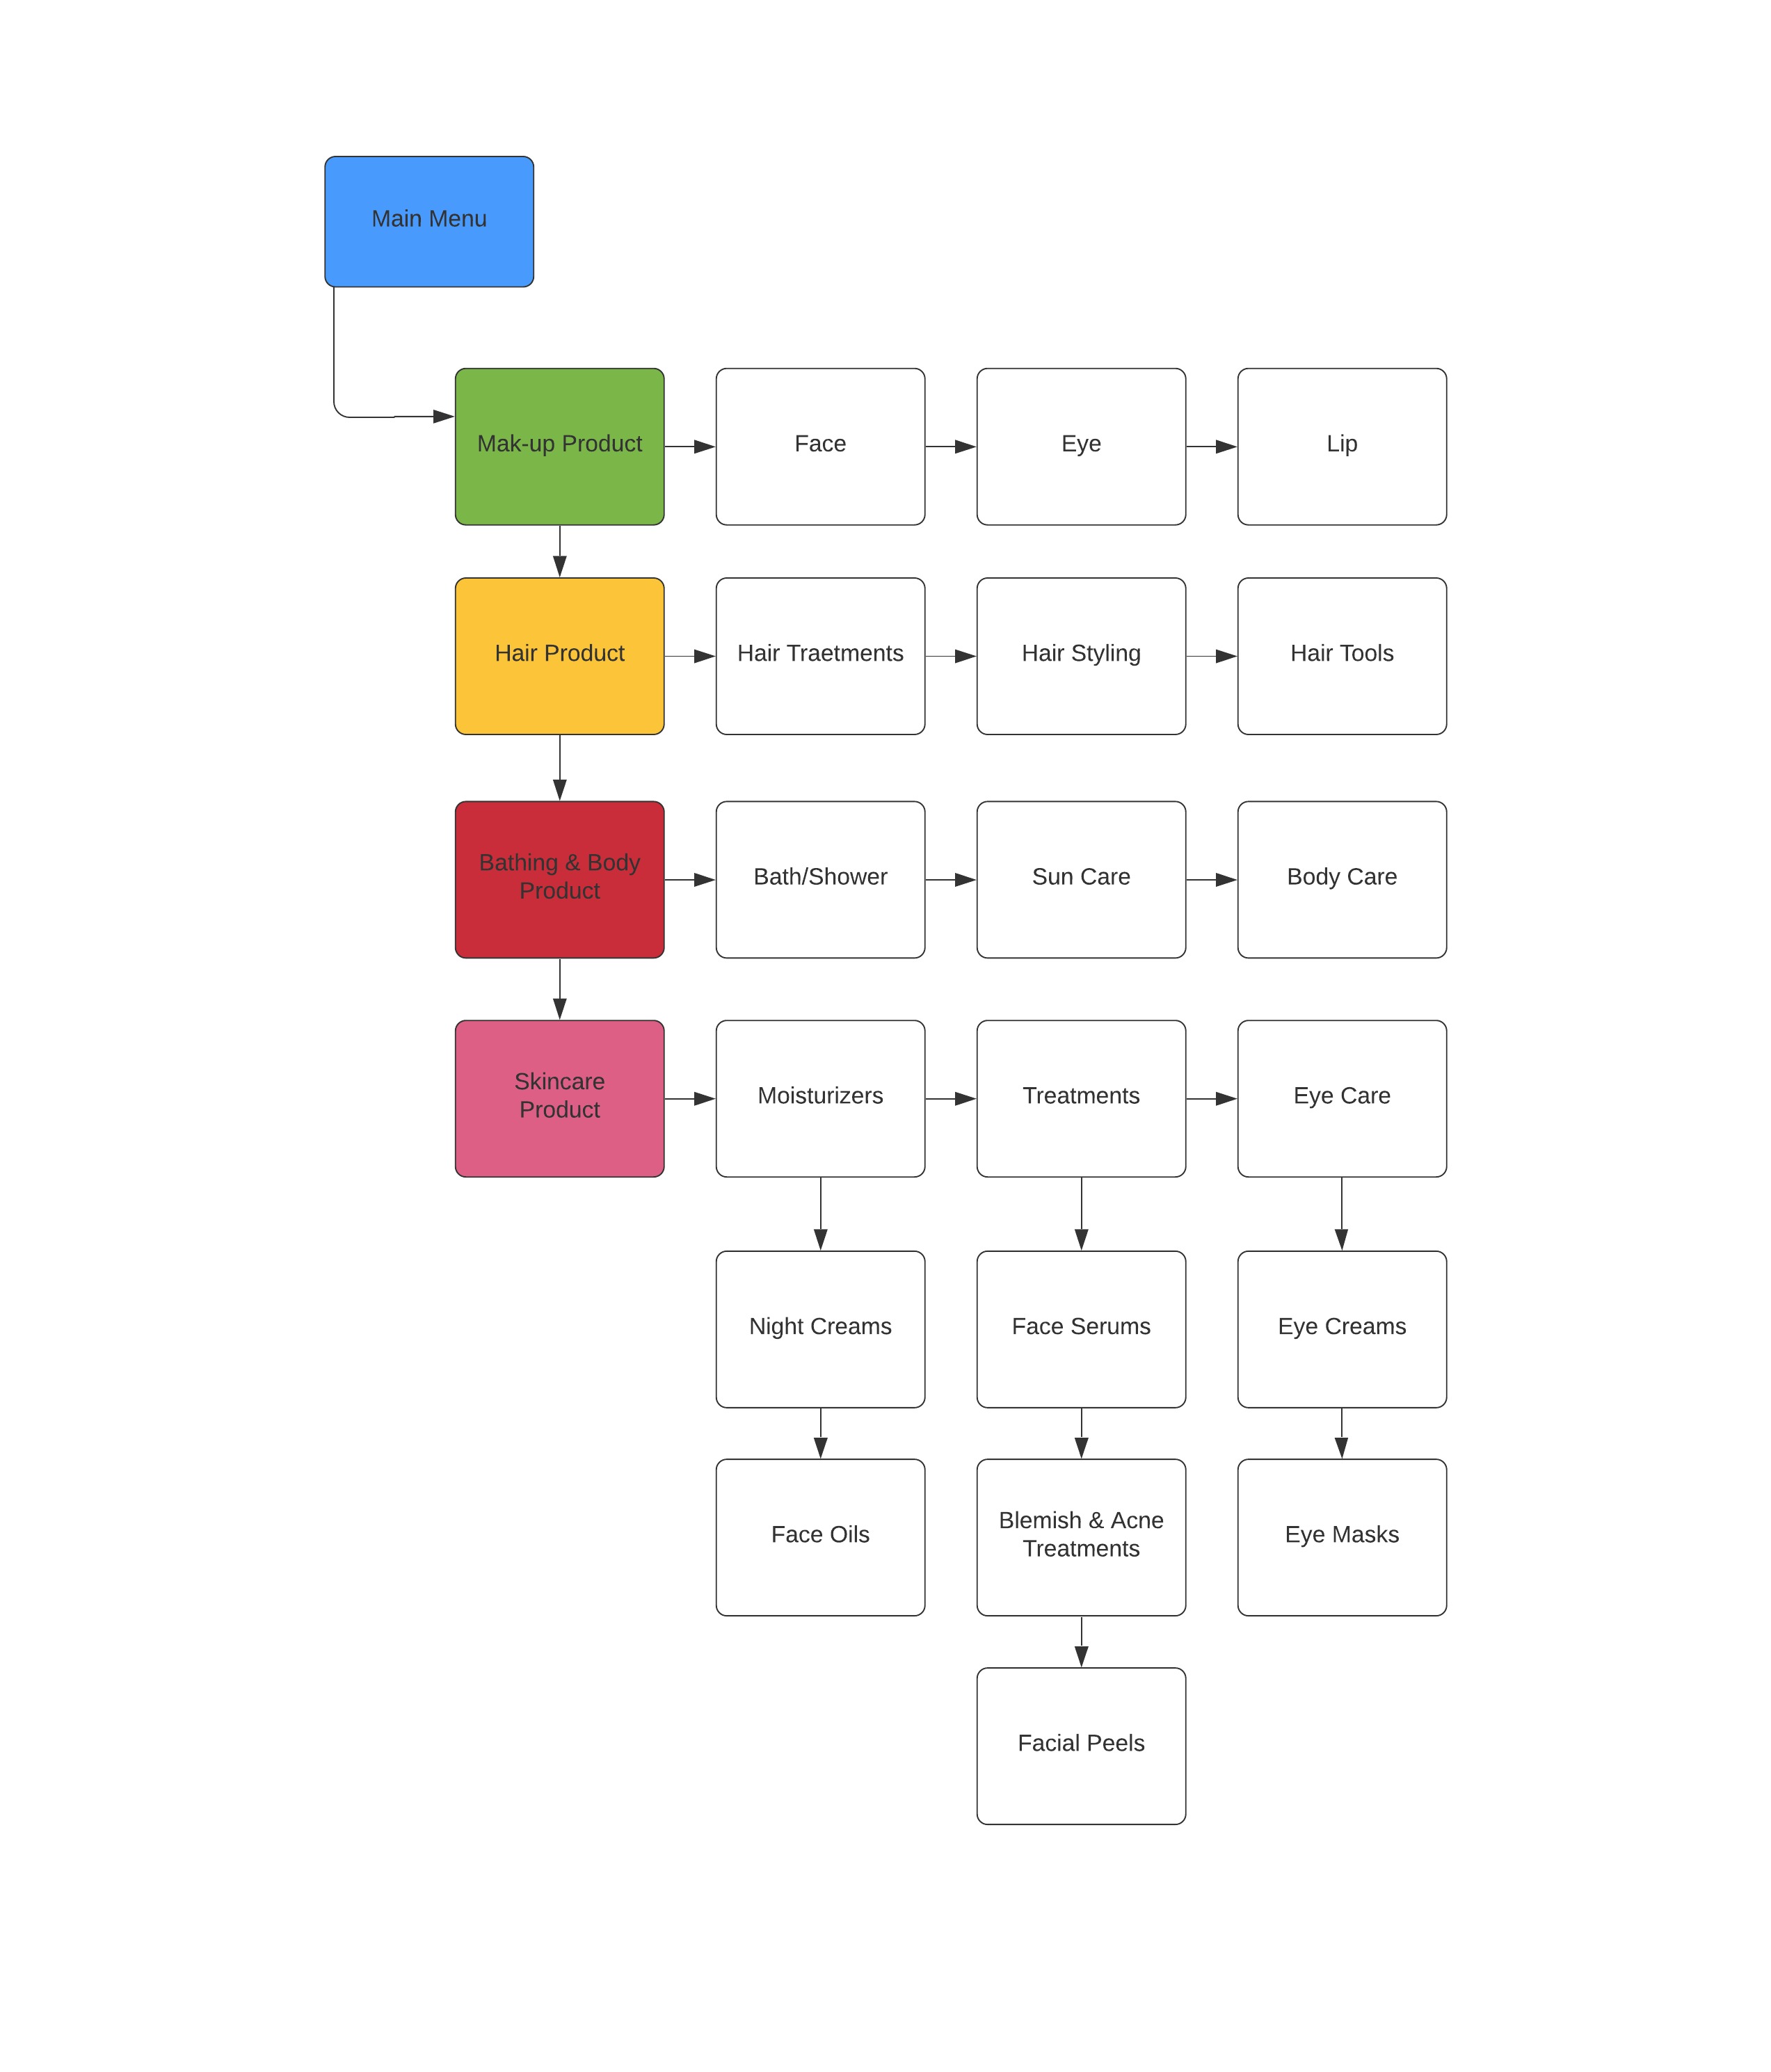 Main Menu
Mak-up Product
Face
Eye
Lip
Hair Product
Hair Traetments
Hair Styling
Hair Tools
Bathing & Body
Product
Bath/Shower
Sun Care
Body Care
Skincare
Product
Moisturizers
Treatments
Eye Care
Night Creams
Face Serums
Eye Creams
Face Oils
Blemish & Acne
Treatments
Eye Masks
Facial Peels